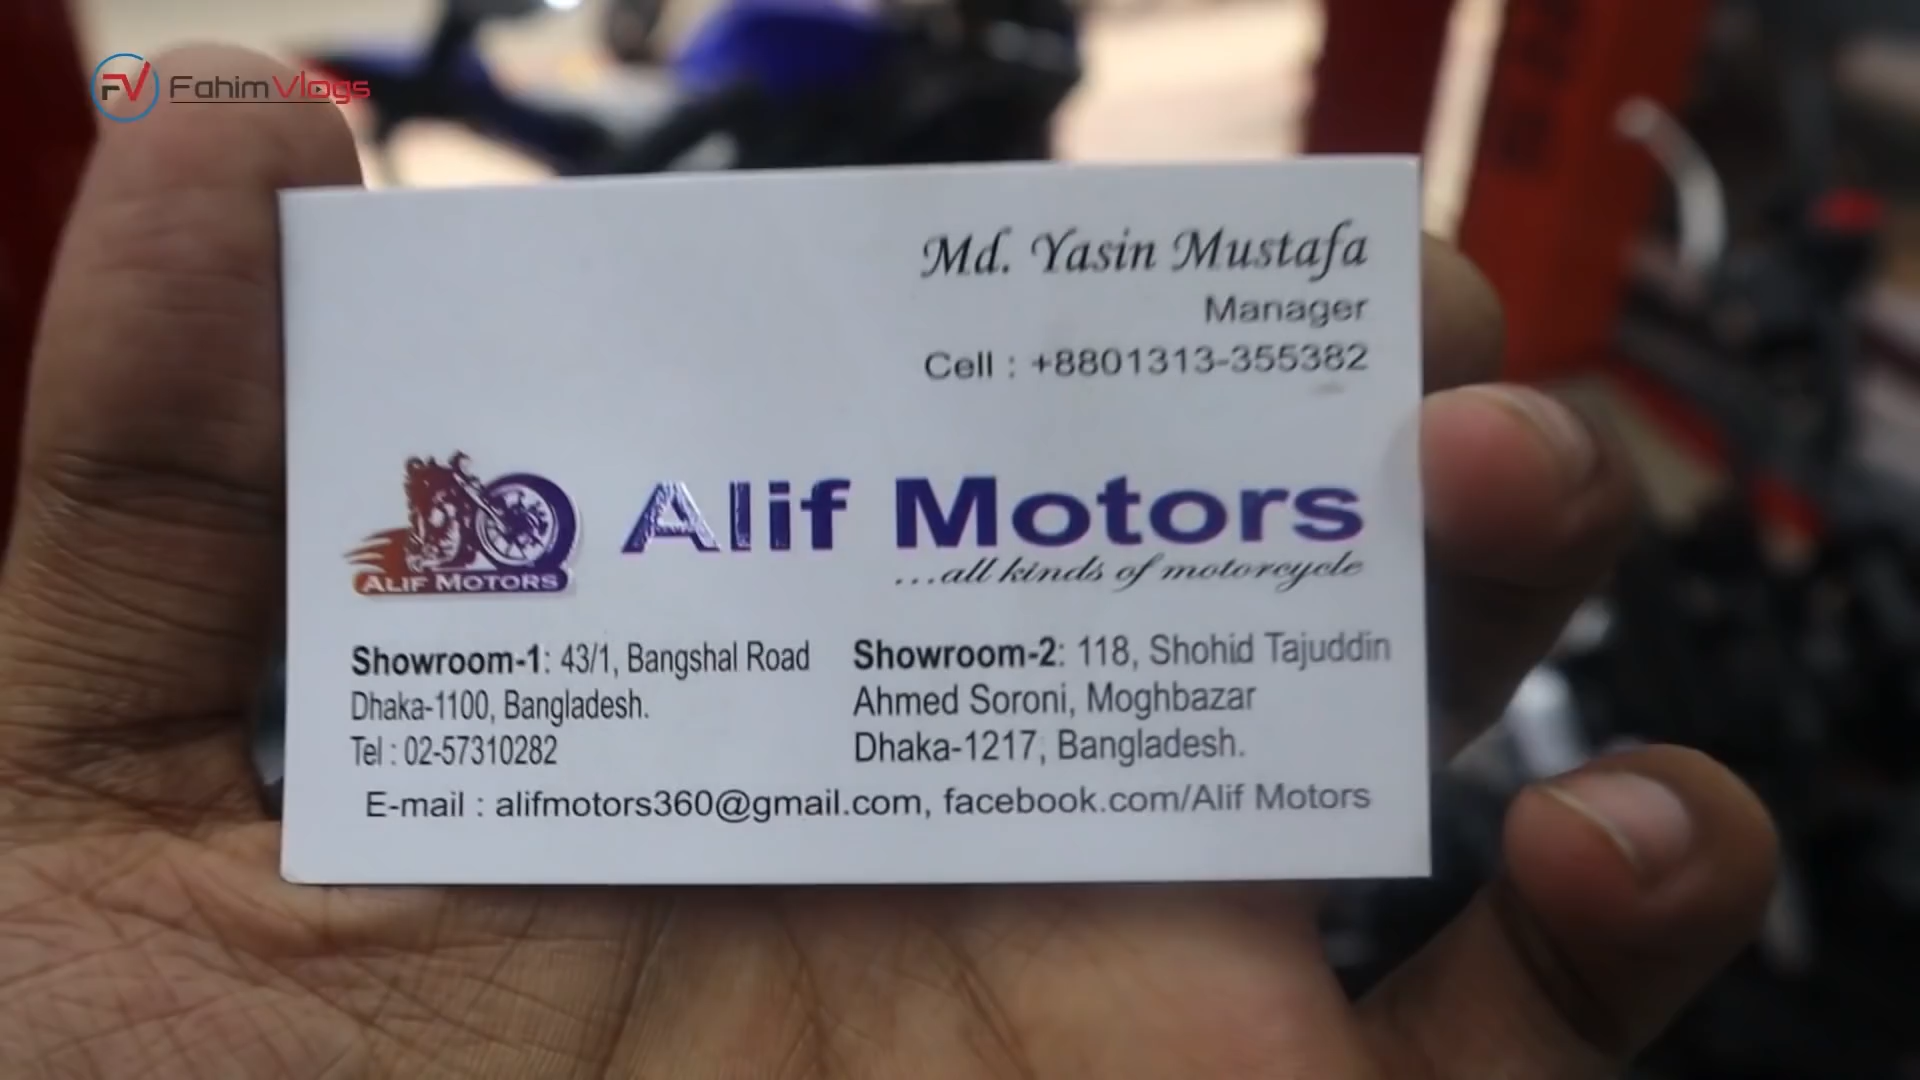 FV FahimVlogs
Md. Yasin Mustafa
Manager
Cell : +8801313-355382
ALIF MOTORS
Alif Motors
...all kinds of motorcycle
Showroom-1: 43/1, Bangshal Road
Dhaka-1100, Bangladesh.
Tel : 02-57310282
Showroom-2: 118, Shohid Tajuddin
Ahmed Soroni, Moghbazar
Dhaka-1217, Bangladesh.
E-mail : alifmotors360@gmail.com, facebook.com/Alif Motors